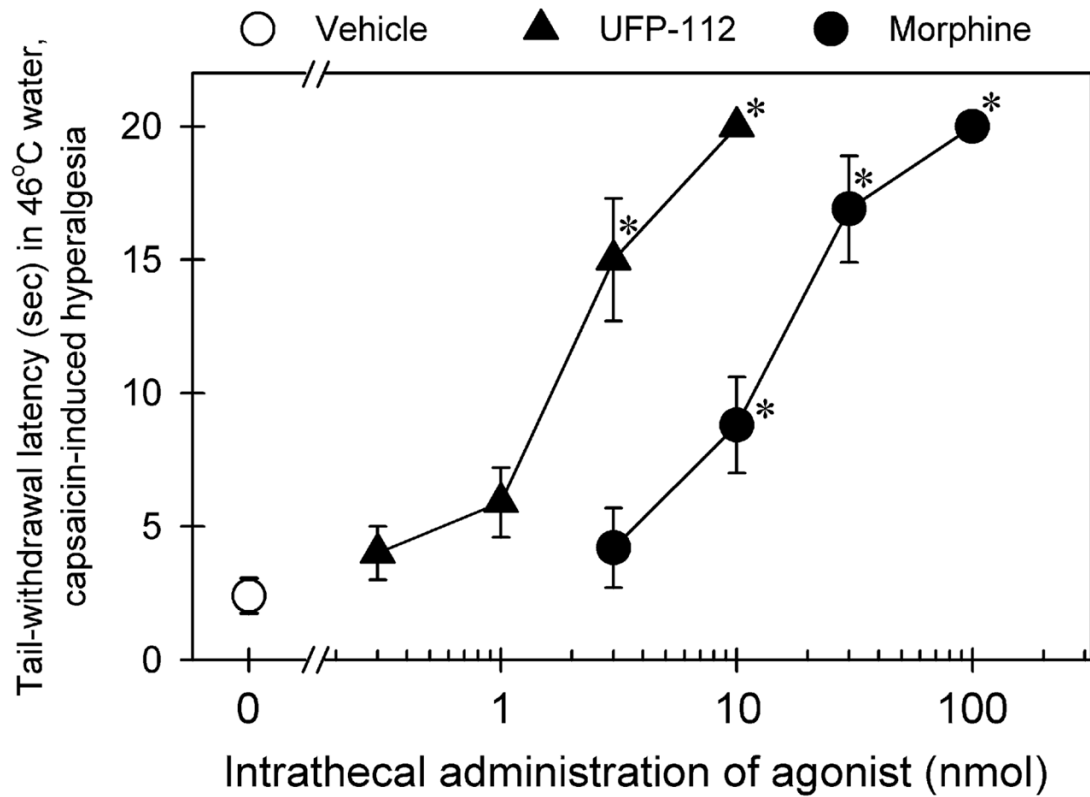 Vehicle UFP-112 Morphine
Tail-withdrawal latency (sec) in 46°C water,
capsaicin-induced hyperalgesia
20
15
10
5
0
*
*
*
*
*
0 1 10 100
Intrathecal administration of agonist (nmol)